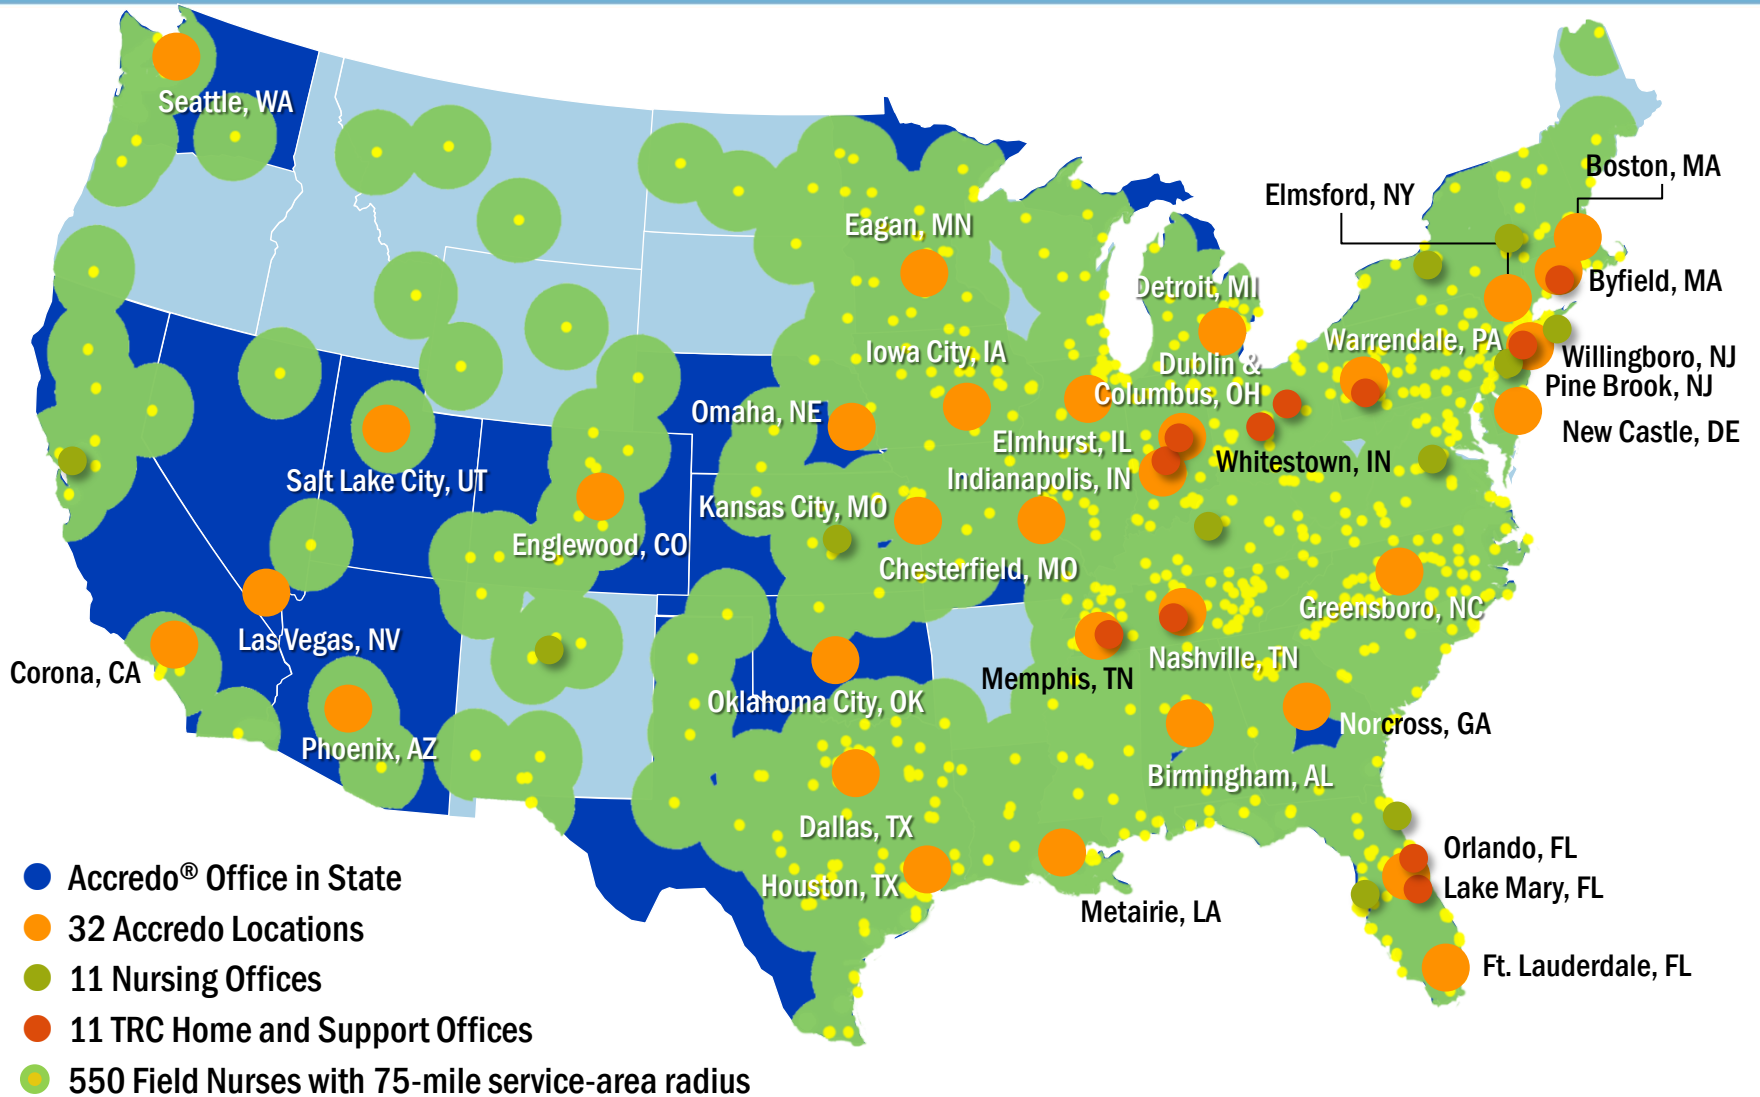 Seattle, WA
Boston, MA
Elmsford, NY
Eagan, MN
Byfield, MA
Detroit, MI
Warrendale, PA
Iowa City, IA
Willingboro, NJ
Dublin &
Columbus, OH
Pine Brook, NJ
Omaha, NE
New Castle, DE
Elmhurst, IL
Whitestown, IN
Salt Lake City, UT
Indianapolis, IN
Kansas City, MO
Englewood, CO
Chesterfield, MO
Greensboro, NC
Las Vegas, NV
Nashville, TN
Corona, CA
Memphis, TN
Oklahoma City, OK
Norcross, GA
Phoenix, AZ
Birmingham, AL
Dallas, TX
Orlando, FL
Houston, TX
Lake Mary, FL
Metairie, LA
Ft. Lauderdale, FL
Accredo® Office in State
32 Accredo Locations
11 Nursing Offices
11 TRC Home and Support Offices
550 Field Nurses with 75-mile service-area radius